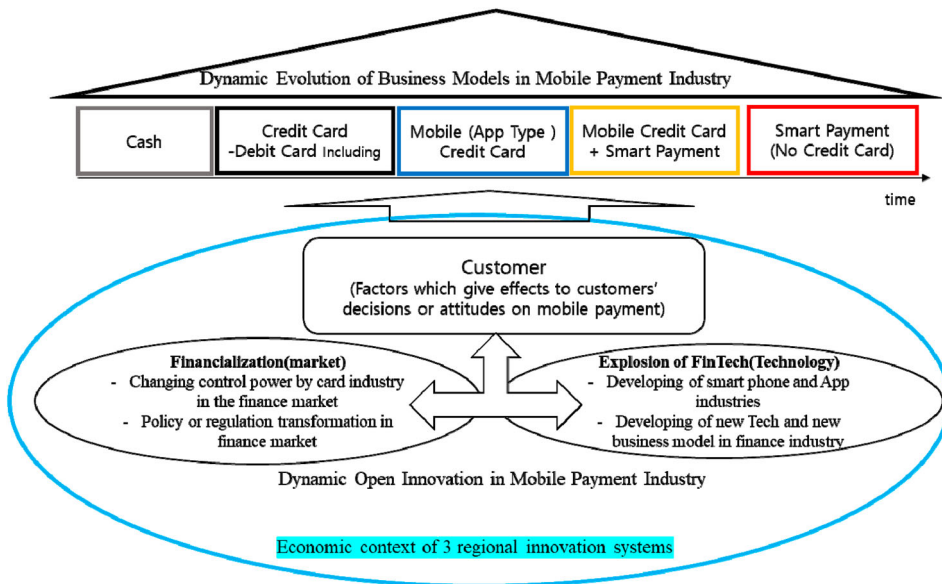 Dynamic Evolution of Business Models in Mobile Payment Industry
Cash
Credit Card
-Debit Card Including
Mobile (App Type )
Credit Card
Mobile Credit Card
+ Smart Payment
Smart Payment
(No Credit Card)
time
Customer
(Factors which give effects to customers'
decisions or attitudes on mobile payment)
Financialization(market)
- Changing control power by card industry
in the finance market
- Policy or regulation transformation in
finance market
Explosion of FinTech(Technology)
- Developing of smart phone and App
industries
- Developing of new Tech and new
business model in finance industry
Dynamic Open Innovation in Mobile Payment Industry
Economic context of 3 regional innovation systems